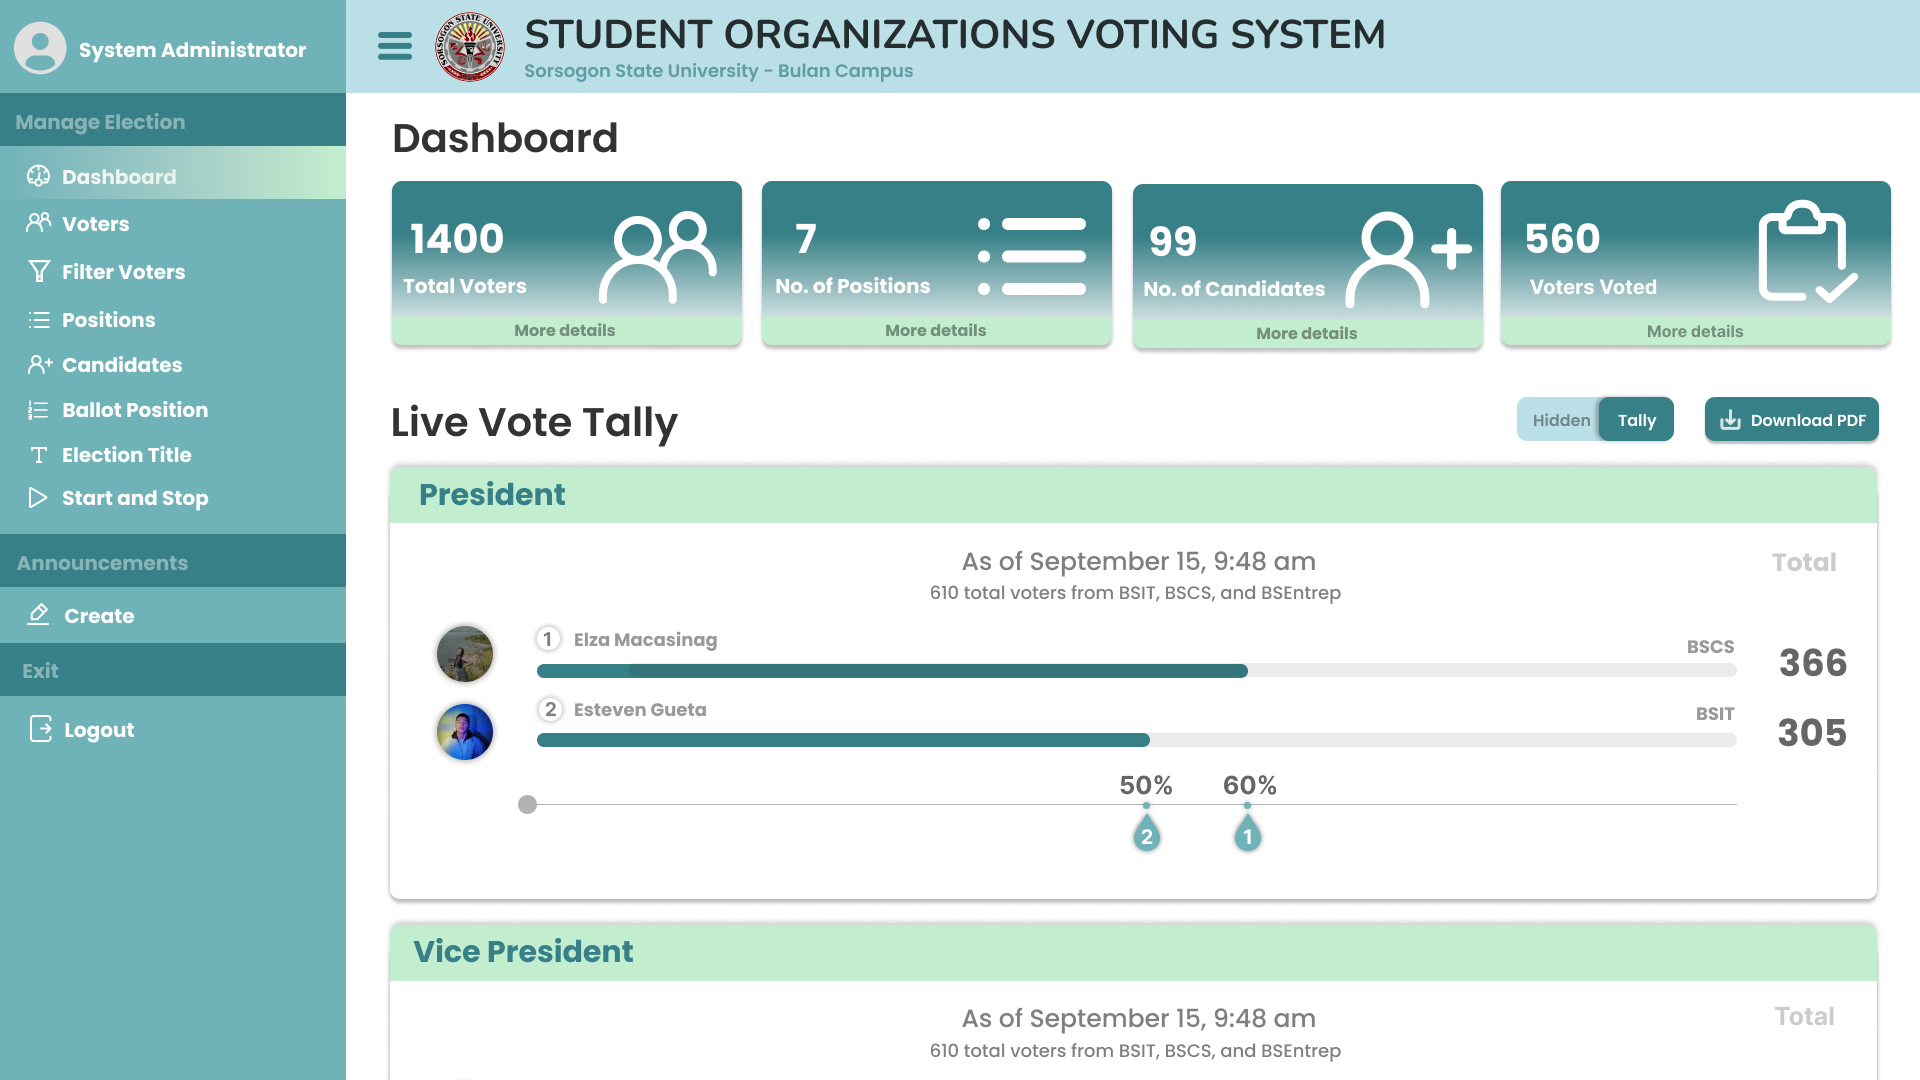 System Administrator
STUDENT ORGANIZATIONS VOTING SYSTEM
Sorsogon State University - Bulan Campus
Manage Election
Dashboard
Voters
Filter Voters
Positions
Candidates
Ballot Position
Election Title
Start and Stop
Announcements
Create
Exit
Logout
Dashboard
1400
Total Voters
More details
7
No. of Positions
More details
99
No. of Candidates
More details
560
Voters Voted
More details
Live Vote Tally
Hidden
Tally
Download PDF
President
As of September 15, 9:48 am
610 total voters from BSIT, BSCS, and BSEntrep
Total
1 Elza Macasinag
BSCS
366
2 Esteven Gueta
BSIT
305
50% 60%
2 1
Vice President
As of September 15, 9:48 am
610 total voters from BSIT, BSCS, and BSEntrep
Total